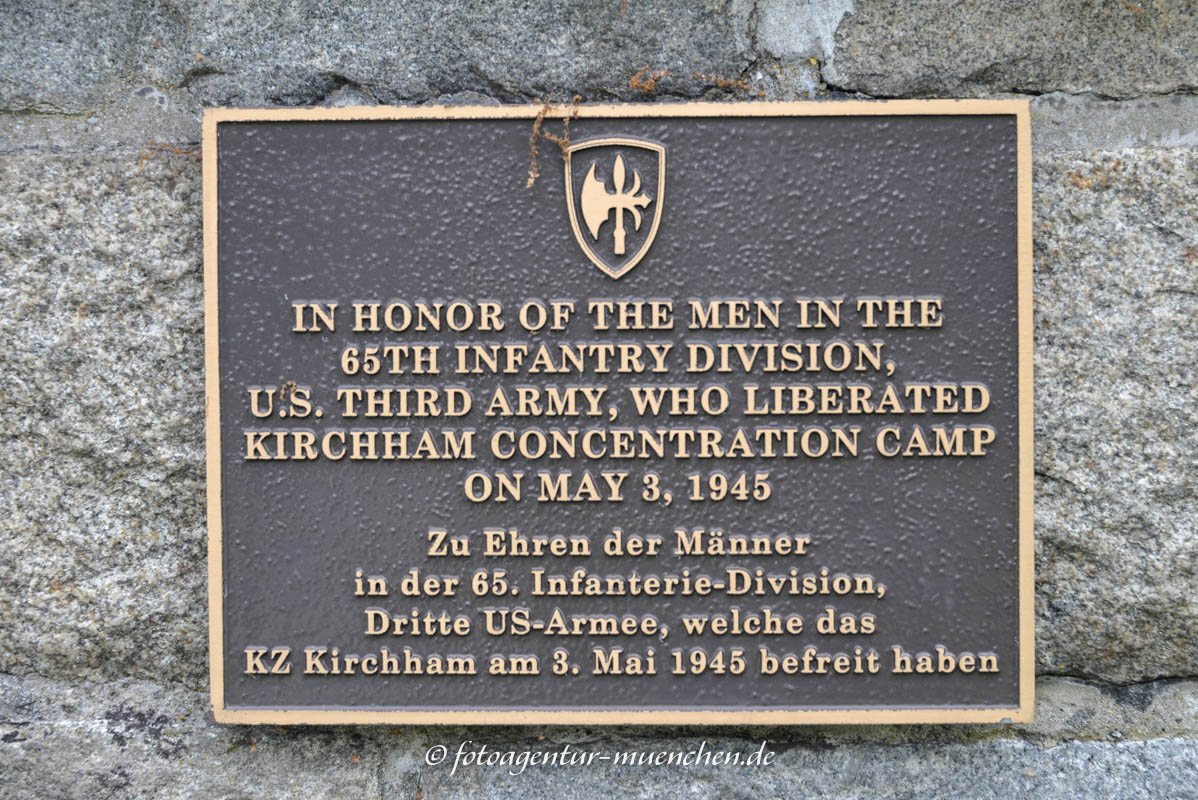 IN HONOR OF THE MEN IN THE
65TH INFANTRY DIVISION,
U.S. THIRD ARMY, WHO LIBERATED
KIRCHHAM CONCENTRATION CAMP
ON MAY 3, 1945
Zu Ehren der Männer
in der 65. Infanterie-Division,
Dritte US-Armee, welche das
KZ Kirchham am 3. Mai 1945 befreit haben
© fotoagentur-muenchen.de